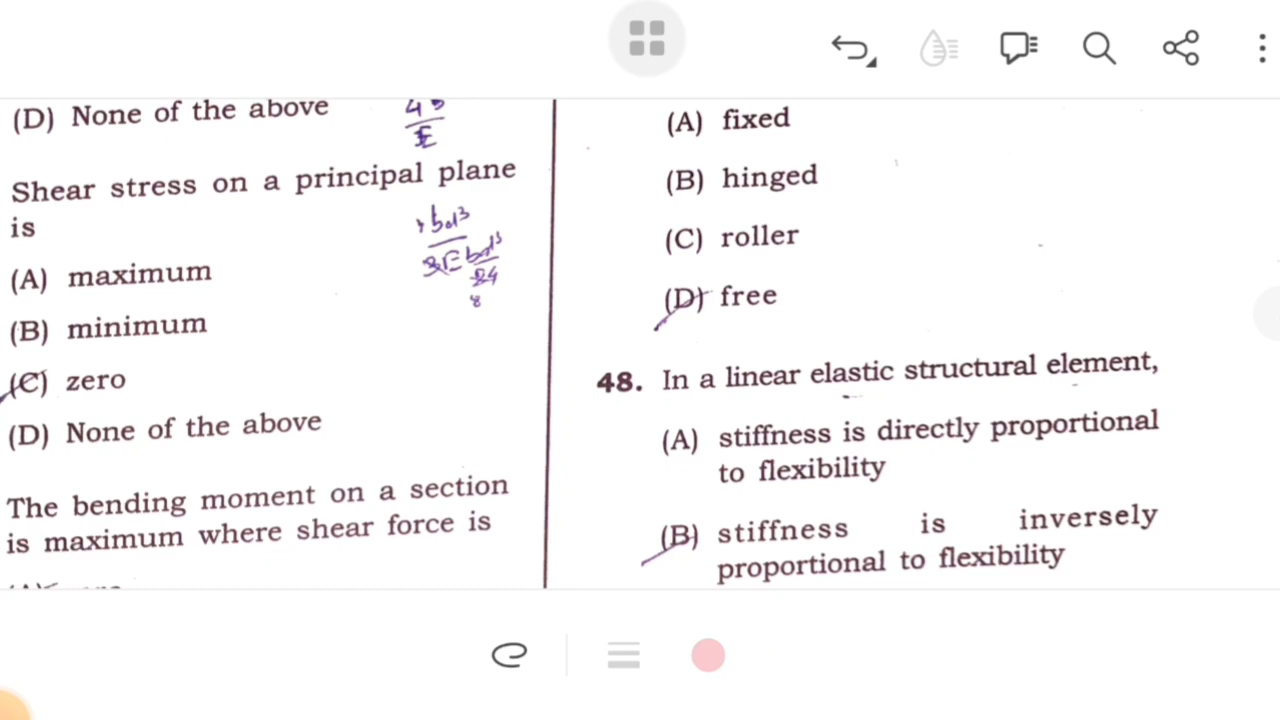 (D) None of the above
Shear stress on a principal plane
is
(A) maximum
(B) minimum
(C) zero
(D) None of the above
The bending moment on a section
is maximum where shear force is
(A) fixed
(B) hinged
(C) roller
(D) free
48. In a linear elastic structural element,
(A) stiffness is directly proportional
to flexibility
(B) stiffness is inversely
proportional to flexibility